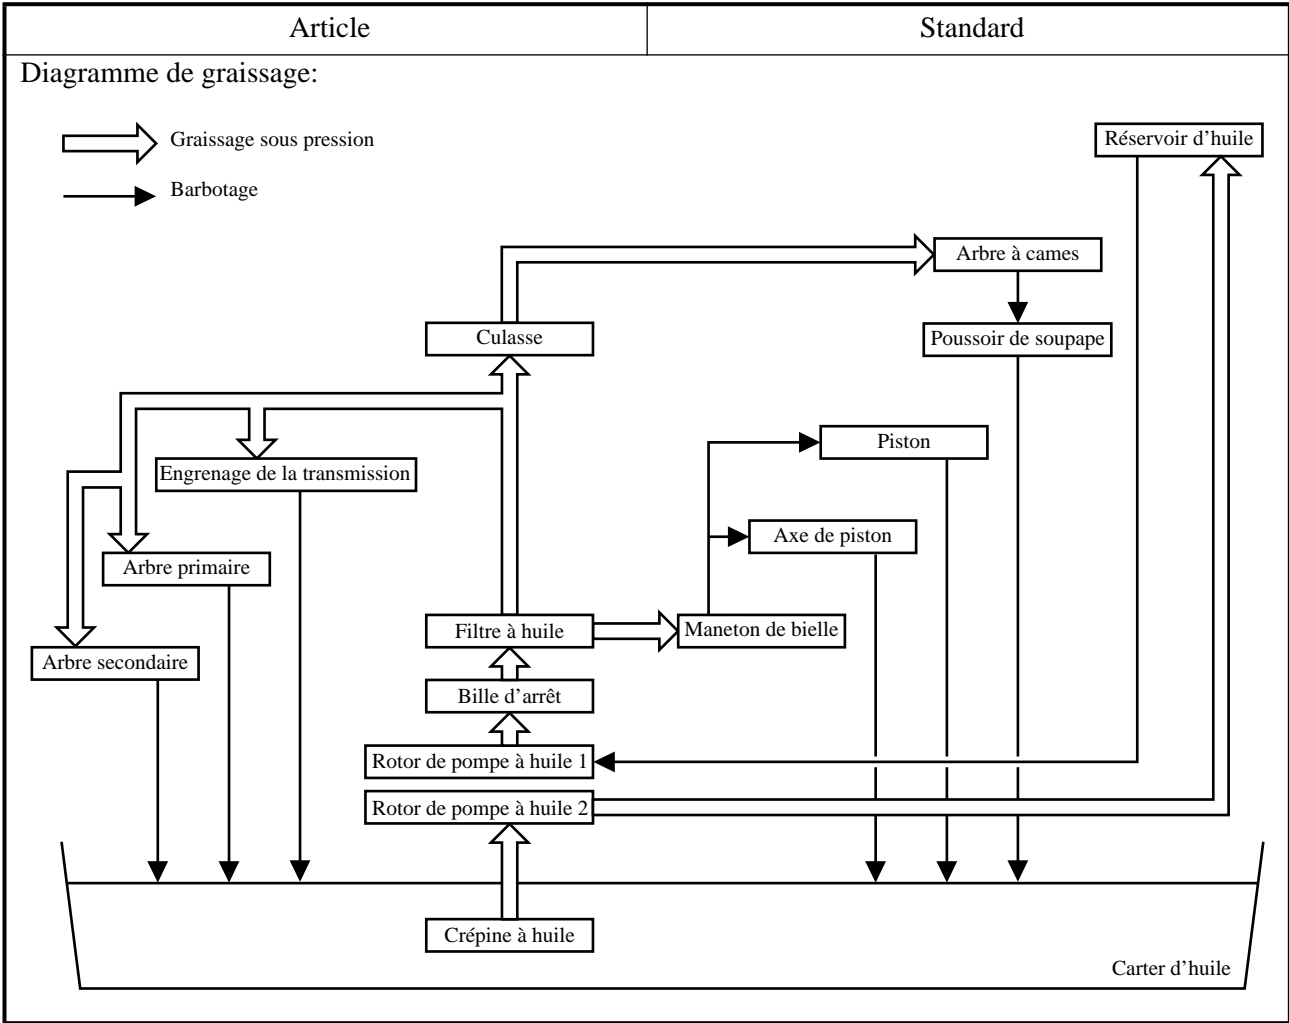 Article
Standard
Diagramme de graissage:
Graissage sous pression
Barbotage
Réservoir d’huile
Arbre à cames
Culasse
Poussoir de soupape
Piston
Engrenage de la transmission
Axe de piston
Arbre primaire
Filtre à huile
Maneton de bielle
Arbre secondaire
Bille d’arrêt
Rotor de pompe à huile 1
Rotor de pompe à huile 2
Crépine à huile
Carter d’huile